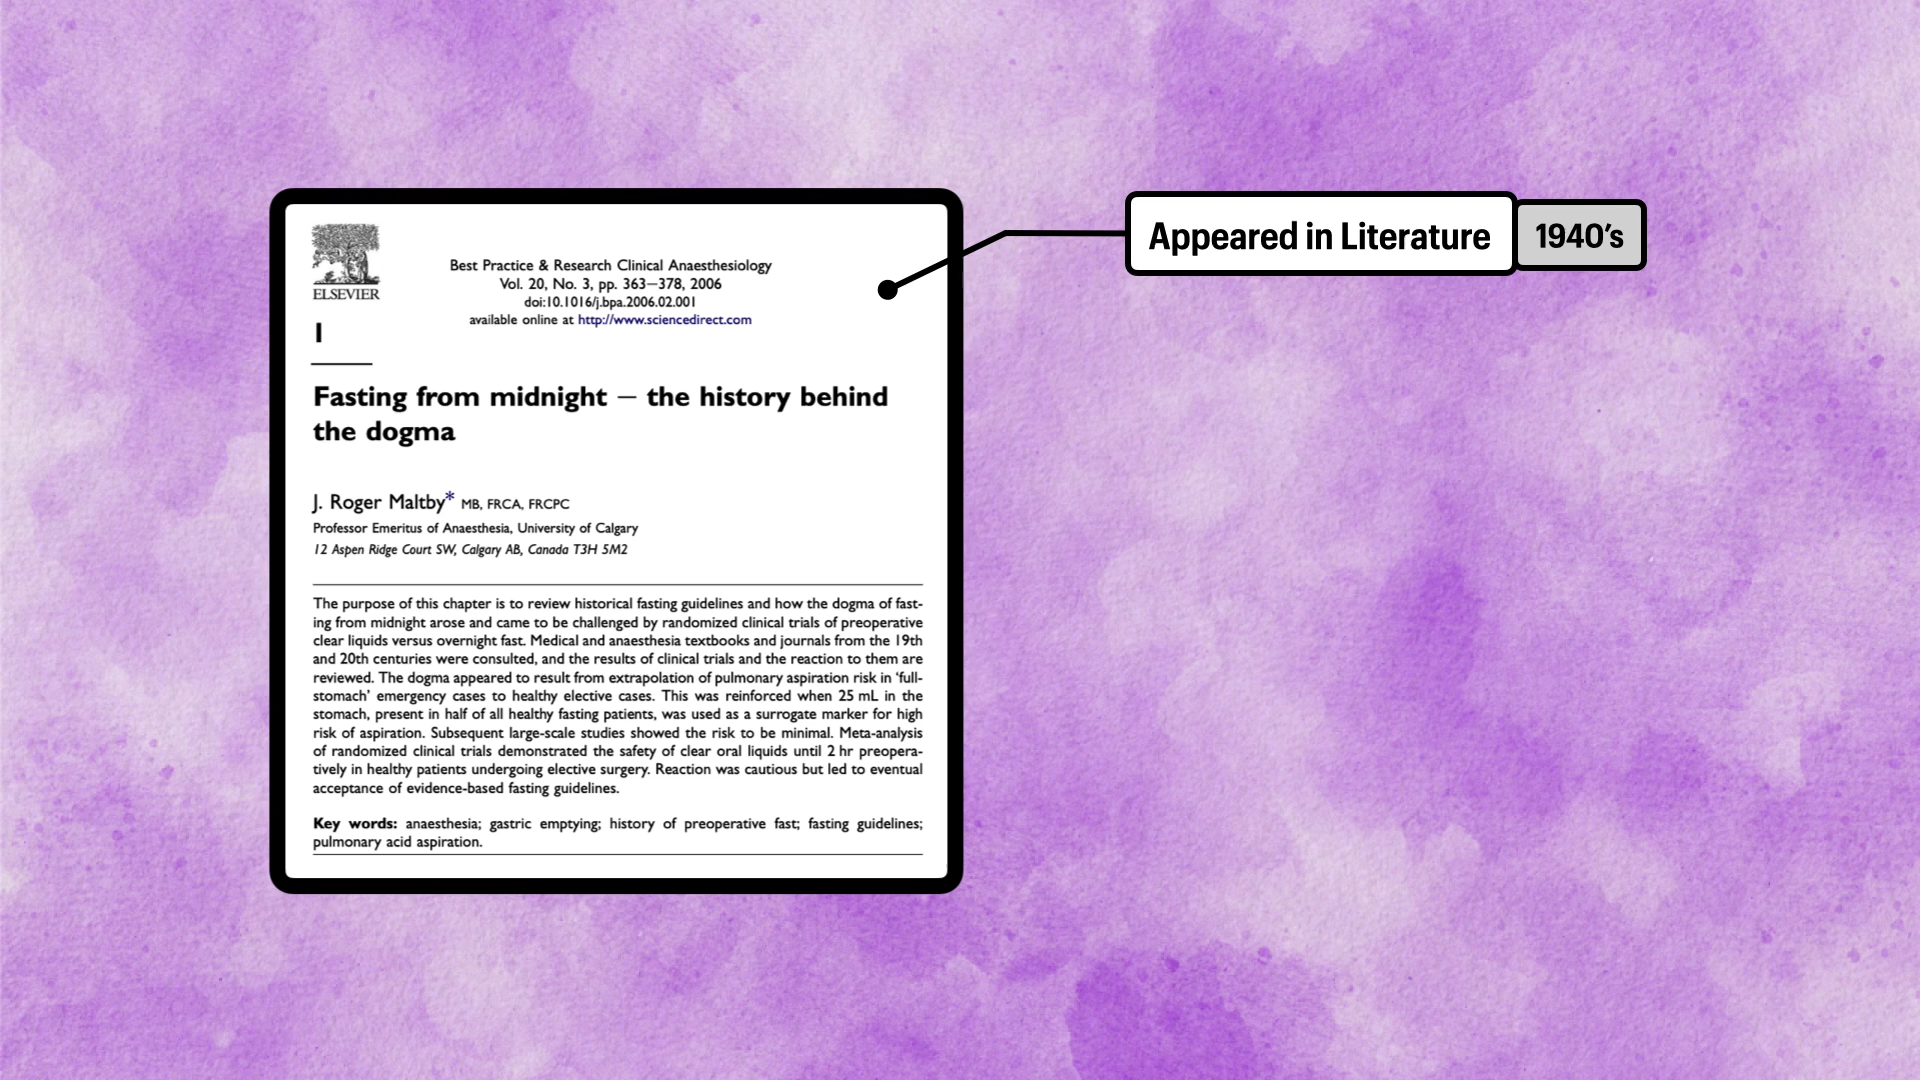 ELSEVIER
Best Practice & Research Clinical Anaesthesiology
Vol. 20, No. 3, pp. 363–378, 2006
doi:10.1016/j.bpa.2006.02.001
available online at http://www.sciencedirect.com
1
Fasting from midnight – the history behind
the dogma
J. Roger Maltby* MB, FRCA, FRCPC
Professor Emeritus of Anaesthesia, University of Calgary
12 Aspen Ridge Court SW, Calgary AB, Canada T3H 5M2
The purpose of this chapter is to review historical fasting guidelines and how the dogma of fast-
ing from midnight arose and came to be challenged by randomized clinical trials of preoperative
clear liquids versus overnight fast. Medical and anaesthesia textbooks and journals from the 19th
and 20th centuries were consulted, and the results of clinical trials and the reaction to them are
reviewed. The dogma appeared to result from extrapolation of pulmonary aspiration risk in ‘full-
stomach’ emergency cases to healthy elective cases. This was reinforced when 25 mL in the
stomach, present in half of all healthy fasting patients, was used as a surrogate marker for high
risk of aspiration. Subsequent large-scale studies showed the risk to be minimal. Meta-analysis
of randomized clinical trials demonstrated the safety of clear oral liquids until 2 hr preopera-
tively in healthy patients undergoing elective surgery. Reaction was cautious but led to eventual
acceptance of evidence-based fasting guidelines.
Key words: anaesthesia; gastric emptying; history of preoperative fast; fasting guidelines;
pulmonary acid aspiration.
Appeared in Literature
1940’s